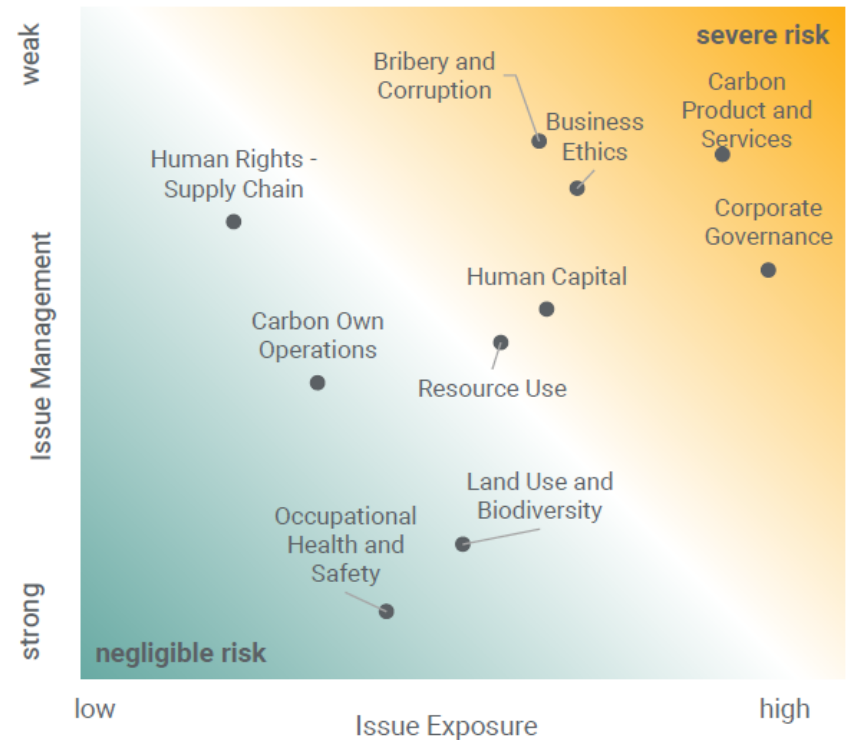 weak
severe risk
Bribery and
Corruption
Carbon
Product and
Services
Business
Ethics
Human Rights -
Supply Chain
Corporate
Governance
Human Capital
Carbon Own
Operations
Resource Use
Issue Management
Land Use and
Biodiversity
Occupational
Health and
Safety
strong
negligible risk
low
high
Issue Exposure